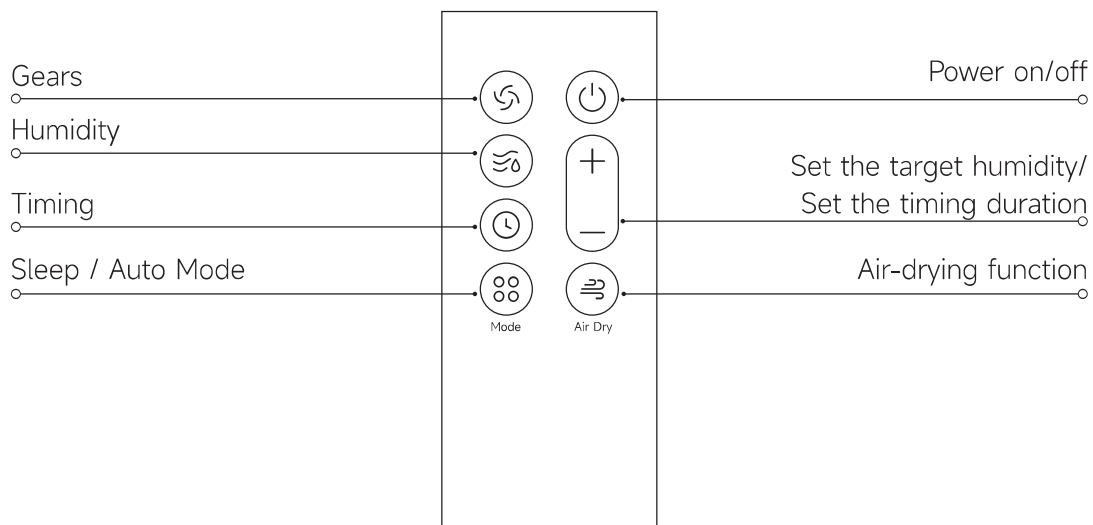 Gears
Humidity
Timing
Sleep / Auto Mode
Mode
Air Dry
Power on/off
Set the target humidity/
Set the timing duration
Air-drying function